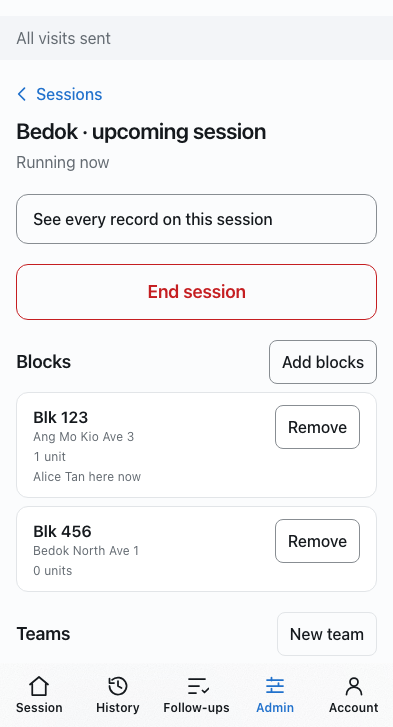 All visits sent
Sessions
Bedok · upcoming session
Running now
See every record on this session
End session
Blocks
Add blocks
Blk 123
Ang Mo Kio Ave 3
1 unit
Alice Tan here now
Remove
Blk 456
Bedok North Ave 1
0 units
Remove
Teams
New team
Session
History
Follow-ups
Admin
Account